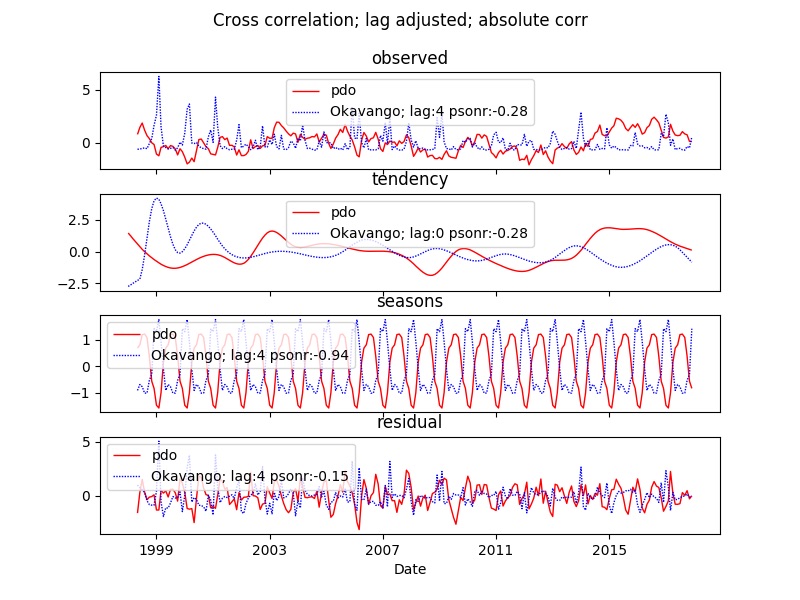 Cross correlation; lag adjusted; absolute corr
observed
5
0
pdo
Okavango; lag:4 psonr:-0.28
tendency
2.5
0.0
−2.5
pdo
Okavango; lag:0 psonr:-0.28
seasons
1
0
−1
pdo
Okavango; lag:4 psonr:-0.94
residual
5
0
pdo
Okavango; lag:4 psonr:-0.15
1999 2003 2007 2011 2015
Date